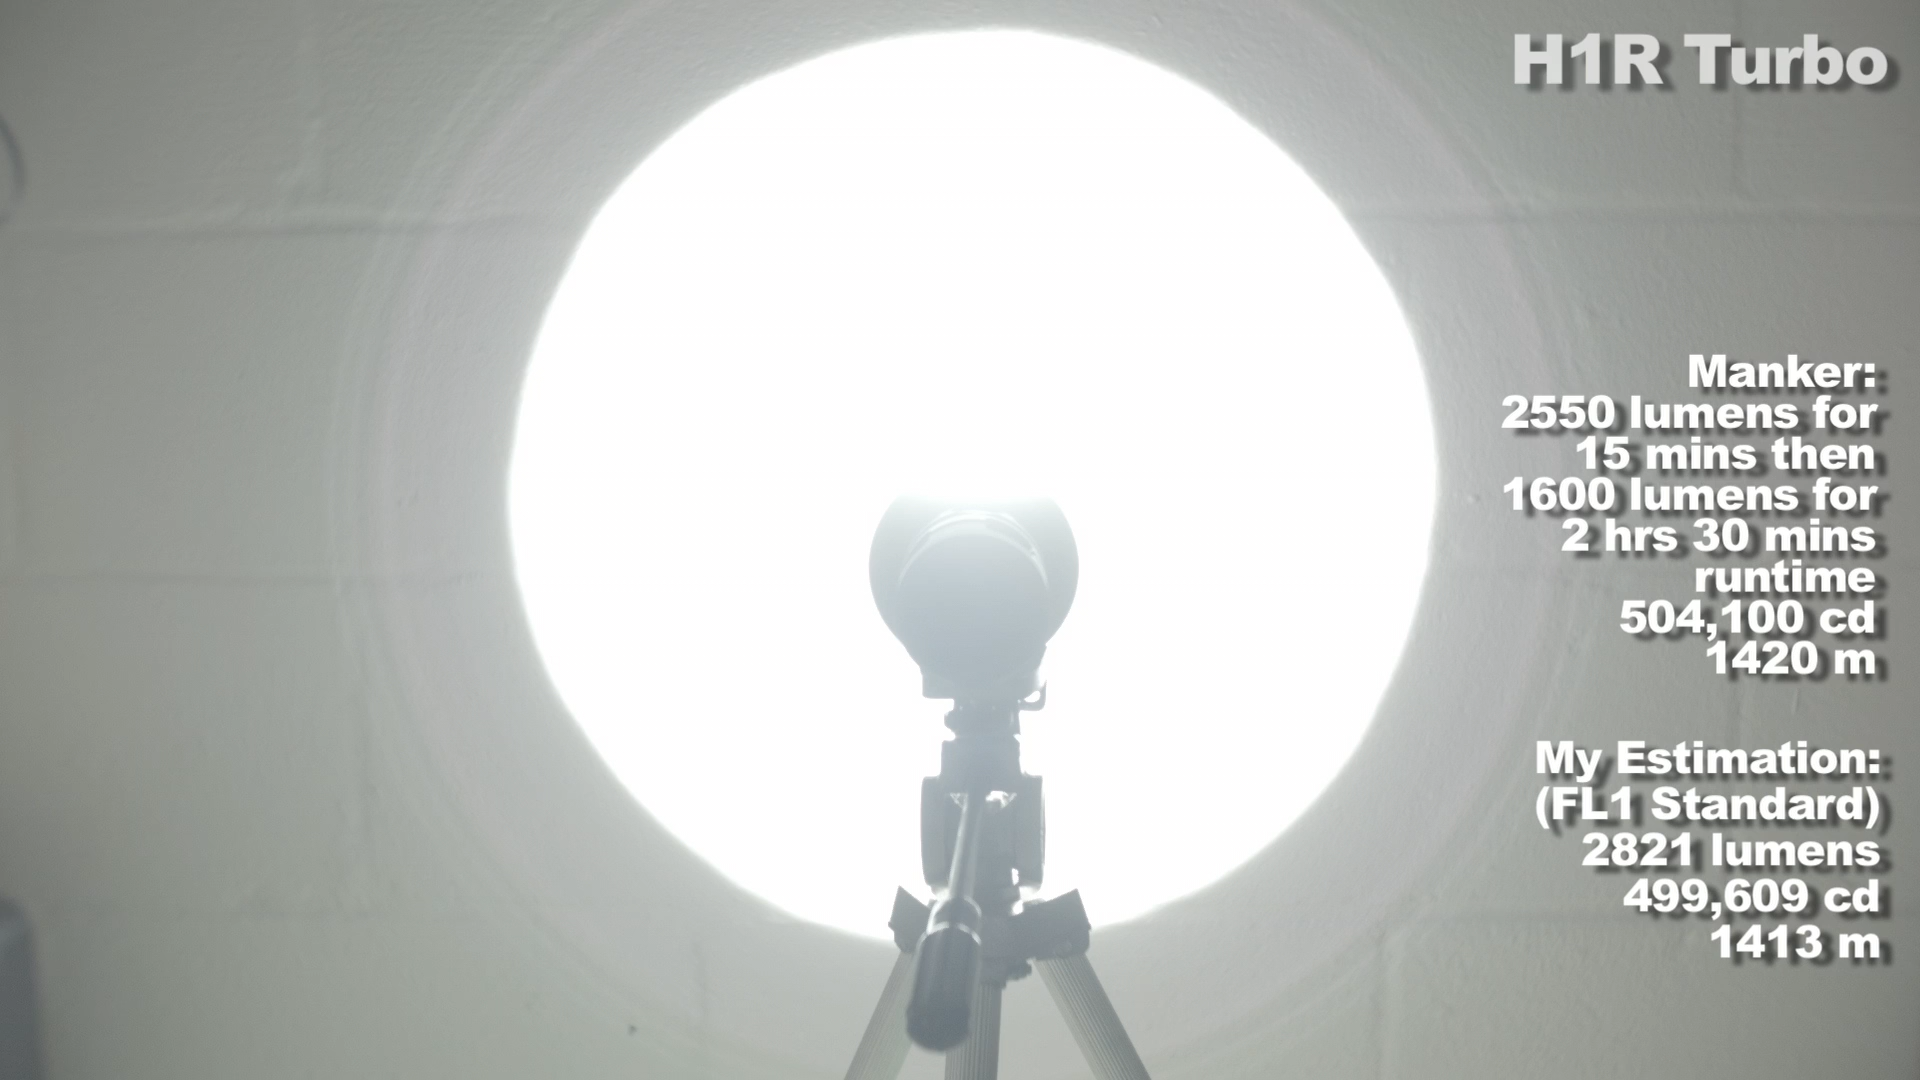 H1R Turbo
Manker:
2550 lumens for
15 mins then
1600 lumens for
2 hrs 30 mins
runtime
504,100 cd
1420 m
My Estimation:
(FL1 Standard)
2821 lumens
499,609 cd
1413 m